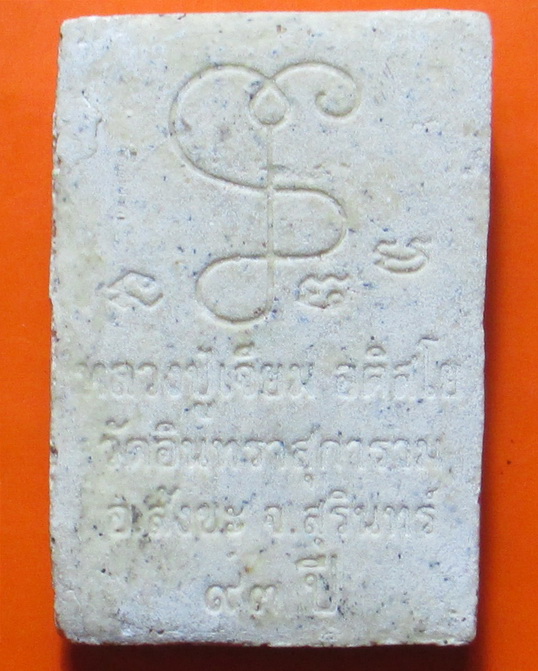 หลวงปู่เจียน อติสโย
วัดอินทราสุการาม
อ.สังขะ จ.สุรินทร์
๙๓ ปี